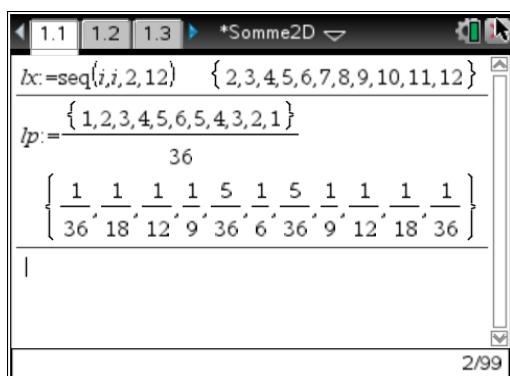 1.1 1.2 1.3 *Somme2D
lx:=seq(i,i,2,12) {2,3,4,5,6,7,8,9,10,11,12}
lp:={1,2,3,4,5,6,5,4,3,2,1}/36
{1/36,1/18,1/12,1/9,5/36,1/6,5/36,1/9,1/12,1/18,1/36}
2/99